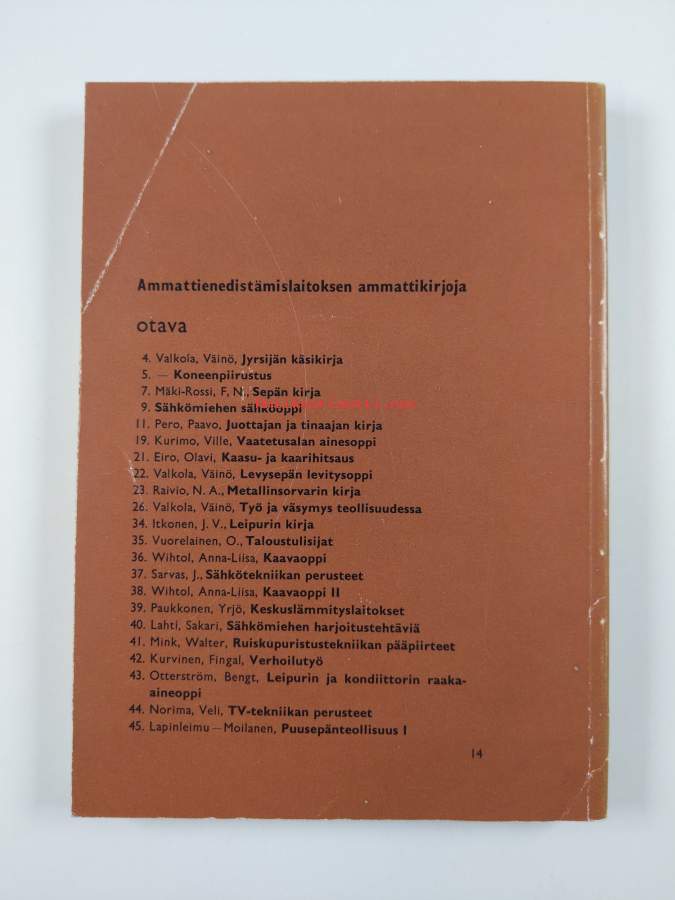 Ammattienedistämislaitoksen ammattikirjoja
otava
4. Valkola, Väinö, Jyrsijän käsikirja
5. — Koneenpiirustus
7. Mäki-Rossi, F, N., Sepän kirja
9. Sähkömiehen sähköoppi
11. Pero, Paavo, Juottajan ja tinaajan kirja
19. Kurimo, Ville, Vaatetusalan ainesoppi
21. Eiro, Olavi, Kaasu- ja kaarihitsaus
22. Valkola, Väinö, Levysepän levitysoppi
23. Raivio, N. A., Metallinsorvarin kirja
26. Valkola, Väinö, Työ ja väsymys teollisuudessa
34. Itkonen, J. V., Leipurin kirja
35. Vuorelainen, O., Taloustulisijat
36. Wihtol, Anna-Liisa, Kaavaoppi
37. Sarvas, J., Sähkötekniikan perusteet
38. Wihtol, Anna-Liisa, Kaavaoppi II
39. Paukkonen, Yrjö, Keskuslämmityslaitokset
40. Lahti, Sakari, Sähkömiehen harjoitustehtäviä
41. Mink, Walter, Ruiskupuristustekniikan pääpiirteet
42. Kurvinen, Fingal, Verhoilutyö
43. Otterström, Bengt, Leipurin ja kondiittorin raaka-
aineoppi
44. Norima, Veli, TV-tekniikan perusteet
45. Lapinleimu — Moilanen, Puusepänteollisuus I
14